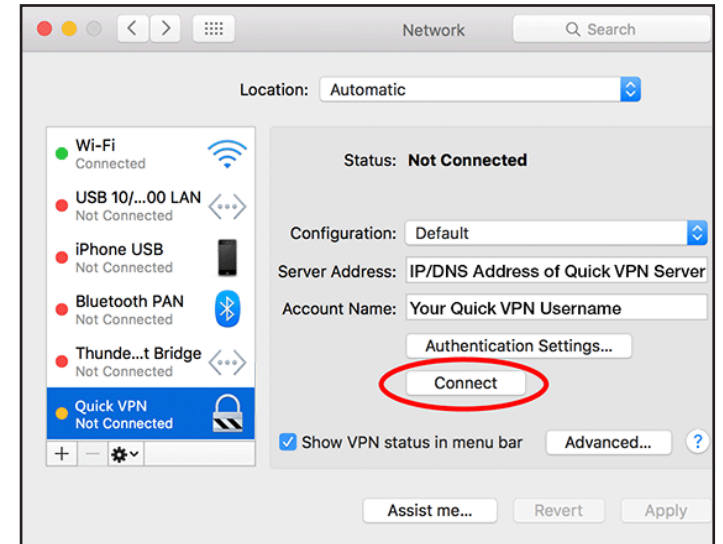 Network
Search
Location: Automatic
Wi-Fi
Connected
USB 10/...00 LAN
Not Connected
iPhone USB
Not Connected
Bluetooth PAN
Not Connected
Thunde...t Bridge
Not Connected
Quick VPN
Not Connected
Status: Not Connected
Configuration: Default
Server Address: IP/DNS Address of Quick VPN Server
Account Name: Your Quick VPN Username
Authentication Settings...
Connect
Show VPN status in menu bar
Advanced...
?
Assist me...
Revert
Apply